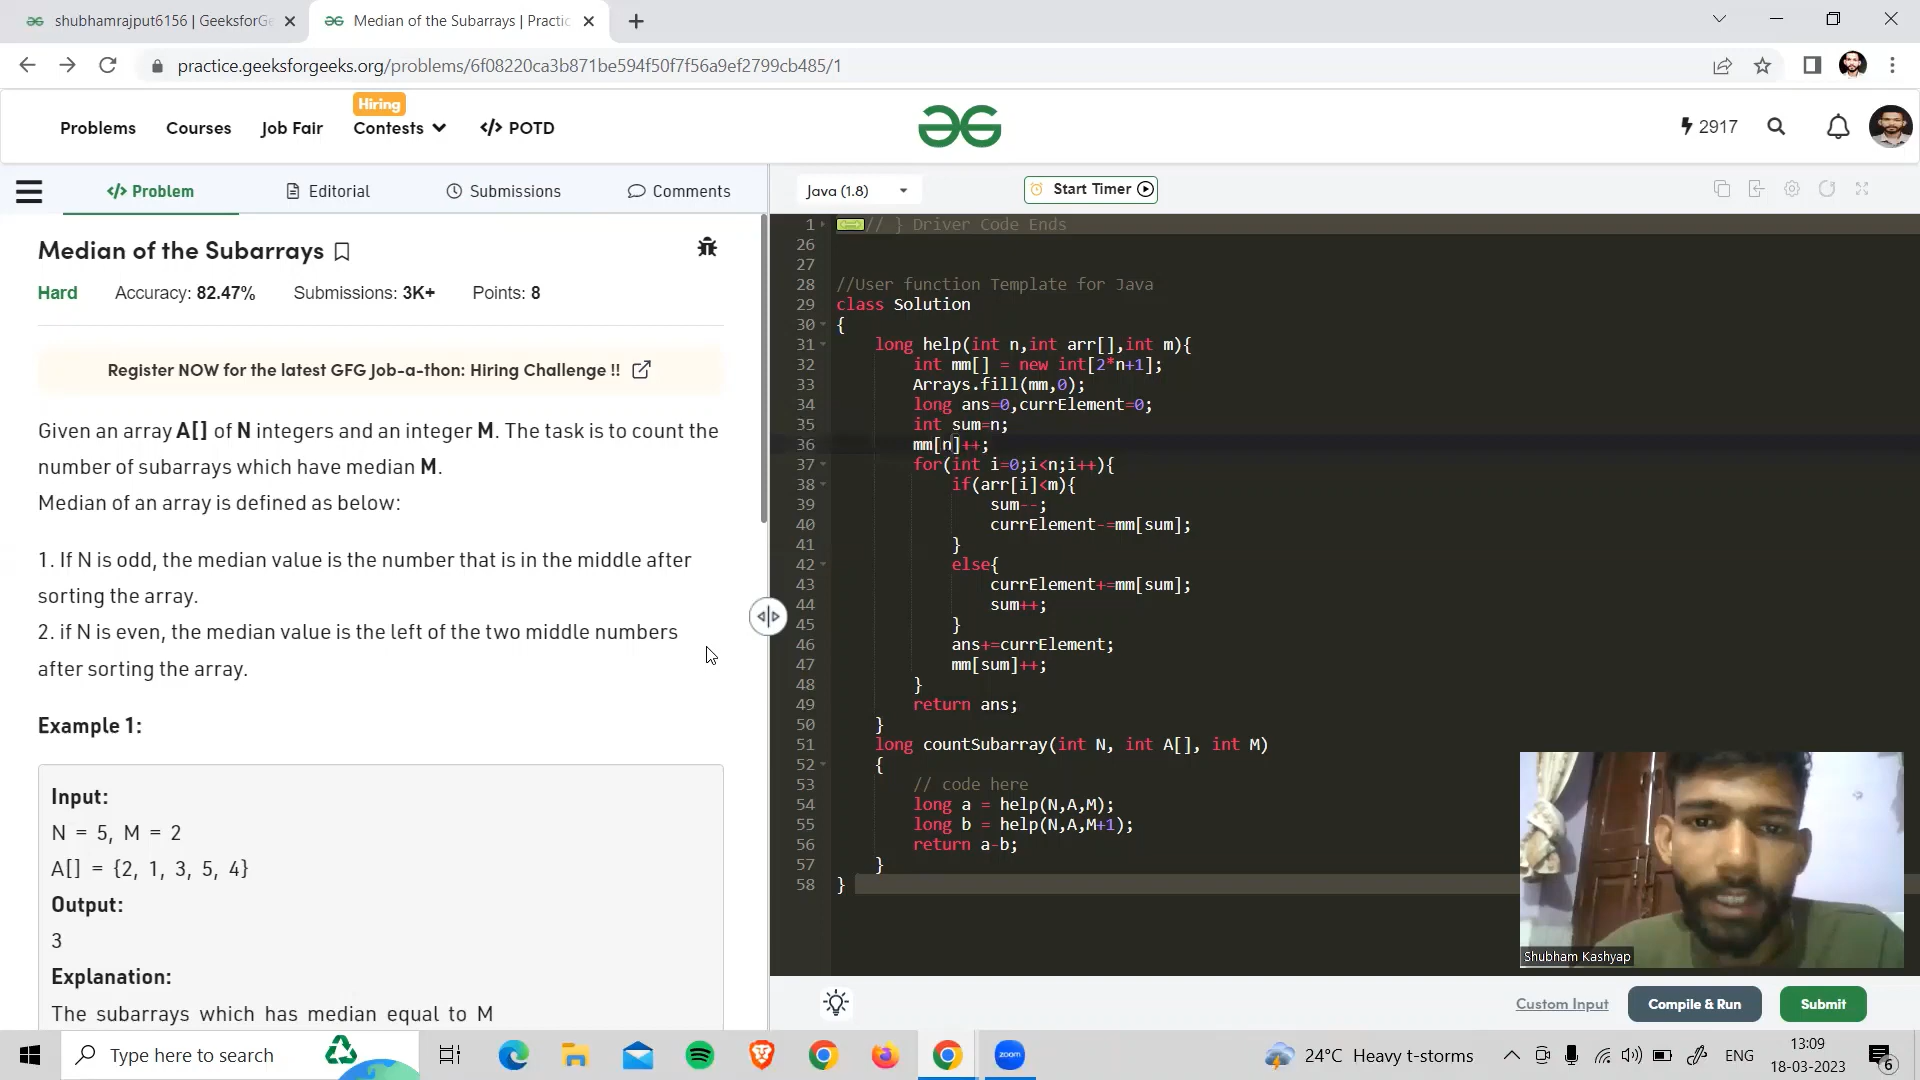 shubhamrajput6156 | GeeksforGe
Median of the Subarrays | Practic
practice.geeksforgeeks.org/problems/6f08220ca3b871be594f50f7f56a9ef2799cb485/1
Problems
Courses
Job Fair
Hiring
Contests
</> POTD
2917
</> Problem
Editorial
Submissions
Comments
Java (1.8)
Start Timer
Median of the Subarrays
Hard Accuracy: 82.47% Submissions: 3K+ Points: 8
Register NOW for the latest GFG Job-a-thon: Hiring Challenge !!
Given an array A[] of N integers and an integer M. The task is to count the
number of subarrays which have median M.
Median of an array is defined as below:
1. If N is odd, the median value is the number that is in the middle after
sorting the array.
2. if N is even, the median value is the left of the two middle numbers
after sorting the array.
Example 1:
Input:
N = 5, M = 2
A[] = {2, 1, 3, 5, 4}
Output:
3
Explanation:
The subarrays which has median equal to M
1 // } Driver Code Ends
26
27
28 //User function Template for Java
29 class Solution
30 {
31 long help(int n,int arr[],int m){
32 int mm[] = new int[2*n+1];
33 Arrays.fill(mm,0);
34 long ans=0,currElement=0;
35 int sum=n;
36 mm[n]++;
37 for(int i=0;i<n;i++){
38 if(arr[i]<m){
39 sum--;
40 currElement-=mm[sum];
41 }
42 else{
43 currElement+=mm[sum];
44 sum++;
45 }
46 ans+=currElement;
47 mm[sum]++;
48 }
49 return ans;
50 }
51 long countSubarray(int N, int A[], int M)
52 {
53 // code here
54 long a = help(N,A,M);
55 long b = help(N,A,M+1);
56 return a-b;
57 }
58 }
Shubham Kashyap
Custom Input
Compile & Run
Submit
Type here to search
zoom
24°C Heavy t-storms
ENG
13:09
18-03-2023
6